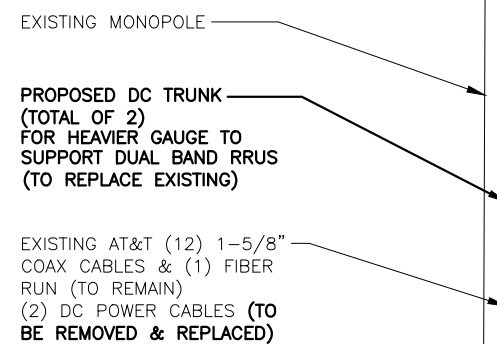 EXISTING MONOPOLE
PROPOSED DC TRUNK
(TOTAL OF 2)
FOR HEAVIER GAUGE TO
SUPPORT DUAL BAND RRUS
(TO REPLACE EXISTING)
EXISTING AT&T (12) 1-5/8"
COAX CABLES & (1) FIBER
RUN (TO REMAIN)
(2) DC POWER CABLES (TO
BE REMOVED & REPLACED)